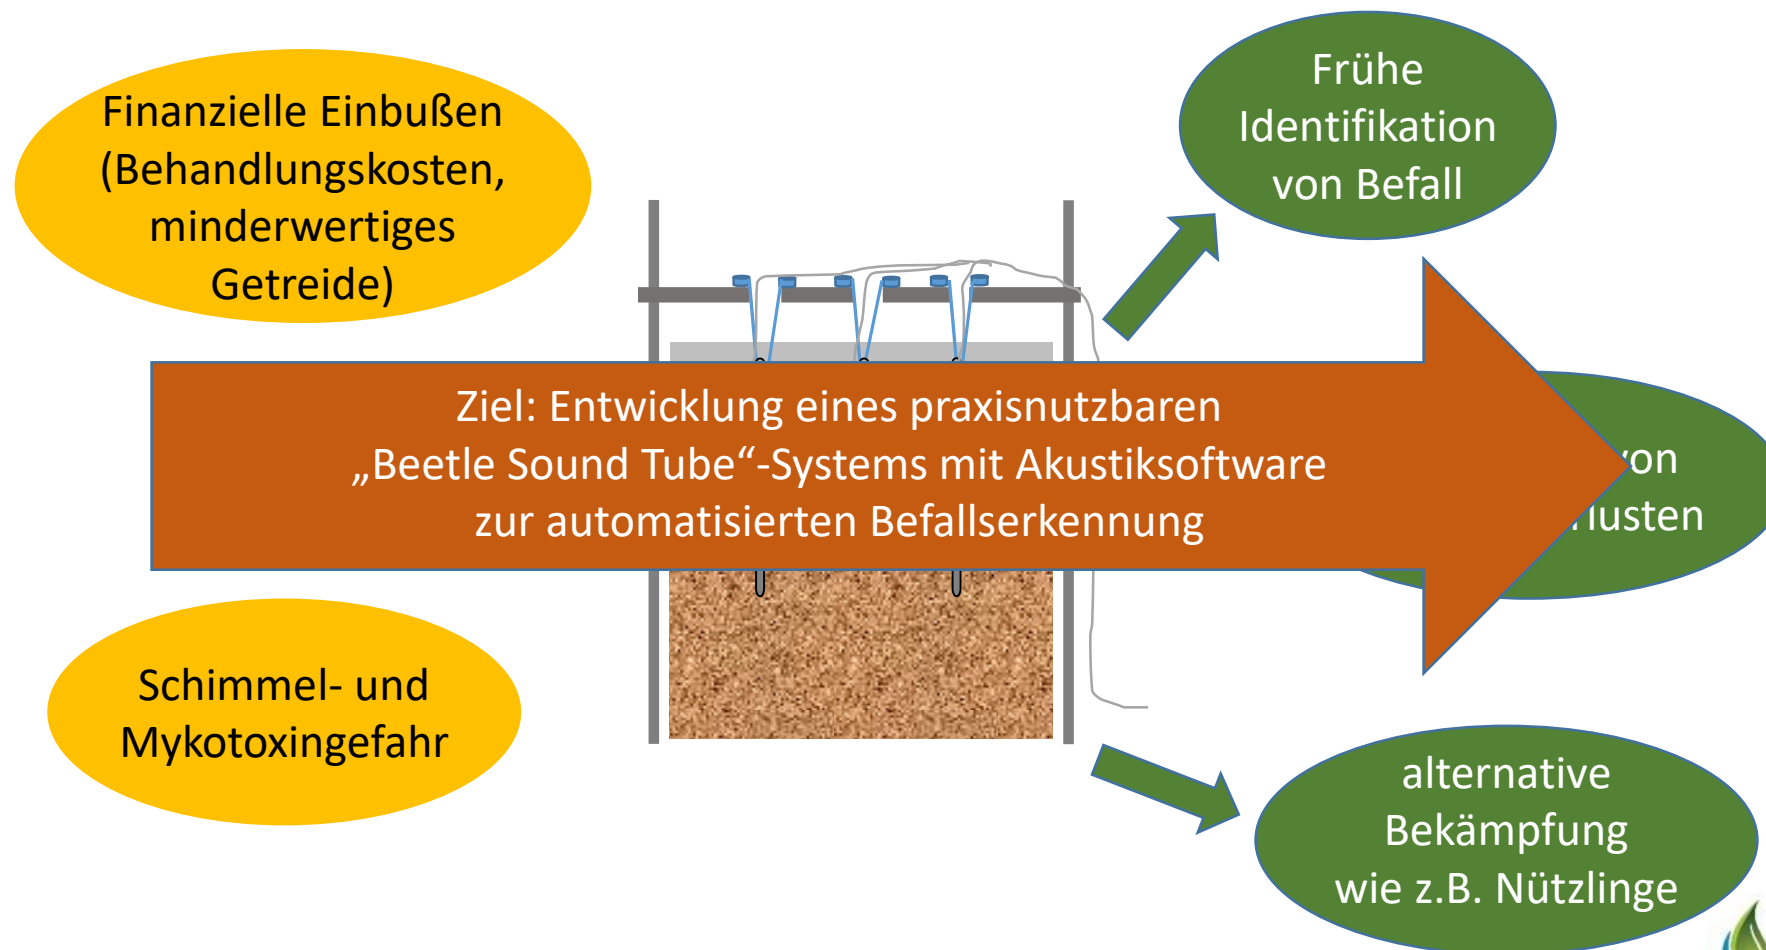 Finanzielle Einbußen
(Behandlungskosten,
minderwertiges
Getreide)
Frühe
Identifikation
von Befall
Ziel: Entwicklung eines praxisnutzbaren
„Beetle Sound Tube“-Systems mit Akustiksoftware
zur automatisierten Befallserkennung
Schimmel- und
Mykotoxingefahr
alternative
Bekämpfung
wie z.B. Nützlinge